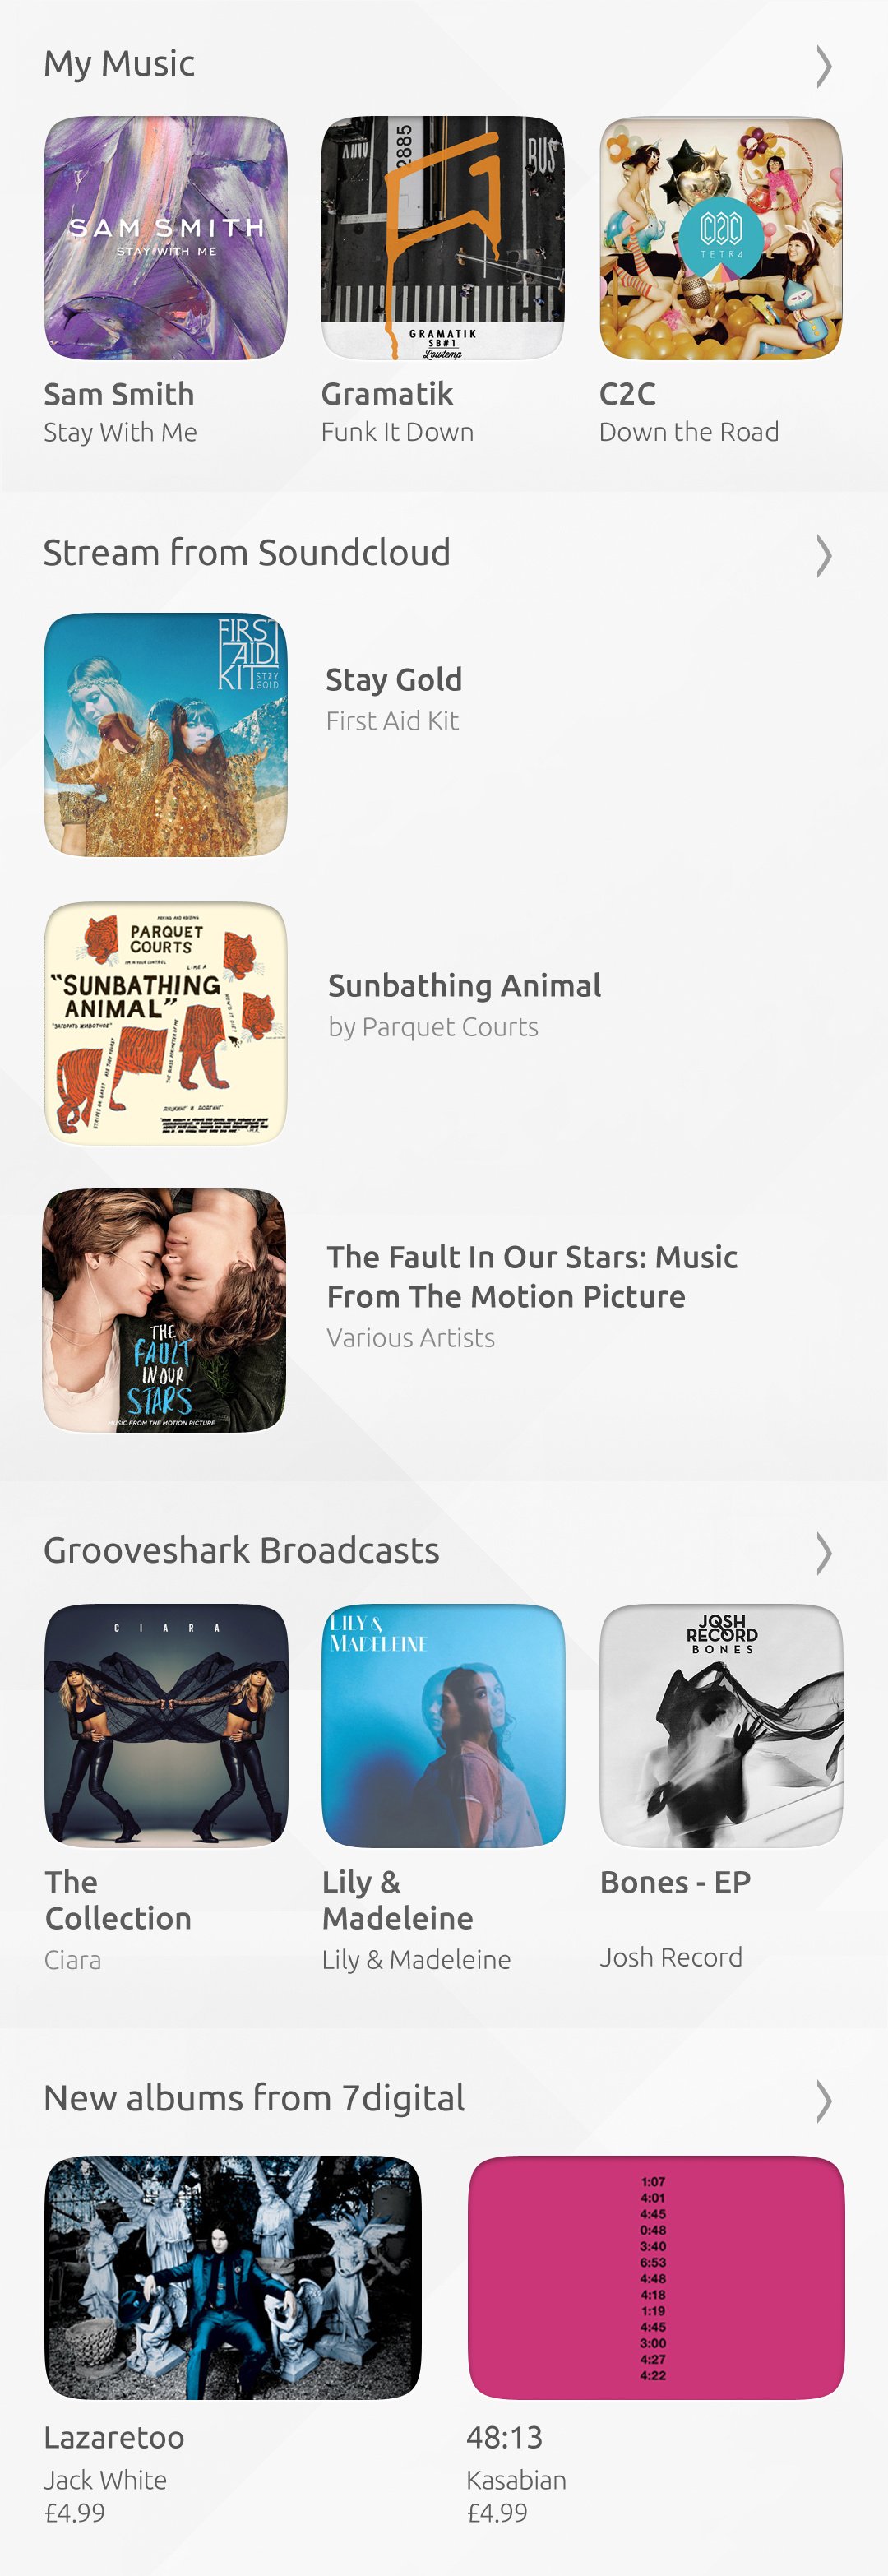 My Music
SAM SMITH
STAY WITH ME
2885
BUS
GRAMATIK
SB#1
Lowtemp
C2C
TETR4
Sam Smith
Gramatik
C2C
Stay With Me
Funk It Down
Down the Road
Stream from Soundcloud
FIRST
AID
KIT STAY
GOLD
Stay Gold
First Aid Kit
PARQUET
COURTS
LIKE A
"SUNBATHING
ANIMAL"
"ЗАГОРАТЬ ЖИВОТНОЕ"
Sunbathing Animal
by Parquet Courts
THE
FAULT
IN OUR
STARS
MUSIC FROM THE MOTION PICTURE
The Fault In Our Stars: Music
From The Motion Picture
Various Artists
Grooveshark Broadcasts
CIARA
LILY &
MADELEINE
JOSH
RECORD
BONES
The
Collection
Ciara
Lily &
Madeleine
Lily & Madeleine
Bones - EP
Josh Record
New albums from 7digital
1:07
4:01
4:45
0:48
3:40
6:53
4:48
4:18
1:19
4:45
3:00
4:27
4:22
Lazaretoo
Jack White
£4.99
48:13
Kasabian
£4.99